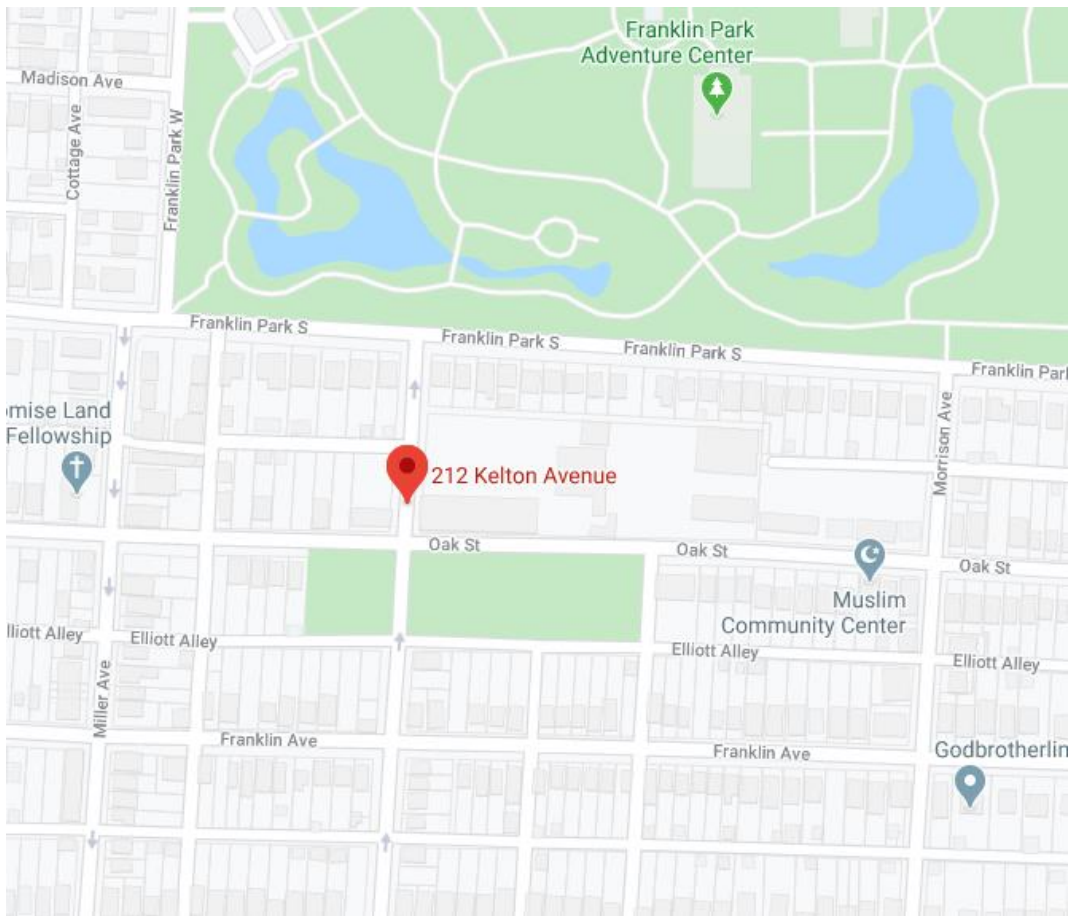 Franklin Park
Adventure Center
Madison Ave
Cottage Ave
Franklin Park W
Franklin Park S
Franklin Park S
Franklin Park S
Franklin Park
omise Land
Fellowship
212 Kelton Avenue
Morrison Ave
Oak St
Oak St
Oak St
Muslim
Community Center
lliott Alley
Elliott Alley
Elliott Alley
Elliott Alley
Miller Ave
Franklin Ave
Franklin Ave
Godbrotherlin